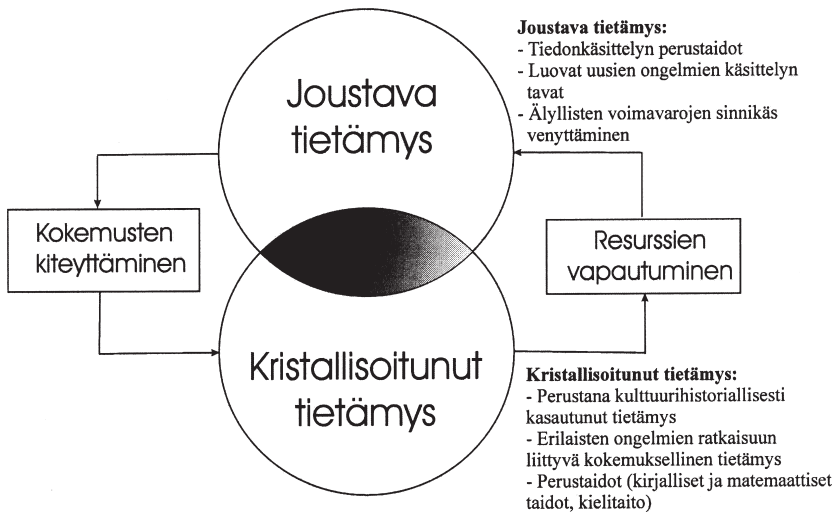 Joustava tietämys:
- Tiedonkäsittelyn perustaidot
- Luovat uusien ongelmien käsittelyn
tavat
- Älyllisten voimavarojen sinnikäs
venyttäminen
Joustava
tietämys
Kokemusten
kiteyttäminen
Resurssien
vapautuminen
Kristallisoitunut
tietämys
Kristallisoitunut tietämys:
- Perustana kulttuurihistoriallisesti
kasautunut tietämys
- Erilaisten ongelmien ratkaisuun
liittyvä kokemuksellinen tietämys
- Perustaidot (kirjalliset ja matemaattiset
taidot, kielitaito)